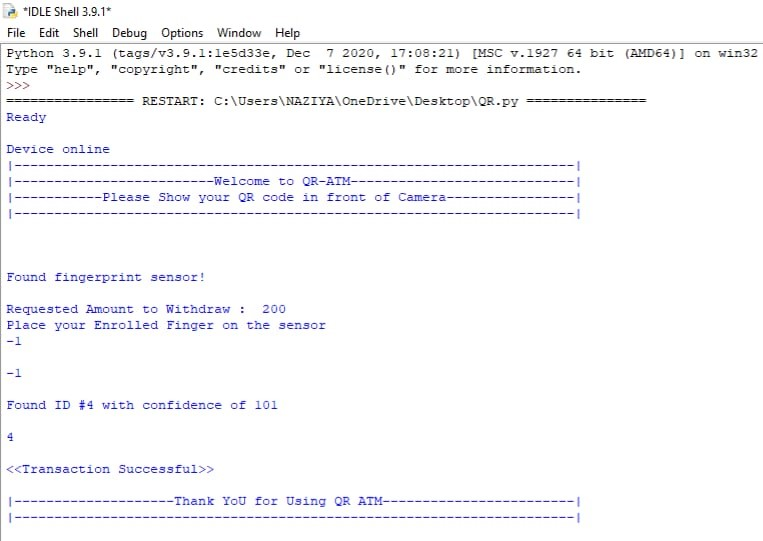 *IDLE Shell 3.9.1*
File Edit Shell Debug Options Window Help
Python 3.9.1 (tags/v3.9.1:1e5d33e, Dec  7 2020, 17:08:21) [MSC v.1927 64 bit (AMD64)] on win32
Type "help", "copyright", "credits" or "license()" for more information.
>>>
================ RESTART: C:\Users\NAZIYA\OneDrive\Desktop\QR.py ===============
Ready
Device online
|----------------------------------------------------------------------|
|-------------------------Welcome to QR-ATM----------------------------|
|-----------Please Show your QR code in front of Camera----------------|
|----------------------------------------------------------------------|
Found fingerprint sensor!
Requested Amount to Withdraw :  200
Place your Enrolled Finger on the sensor
-1
-1
Found ID #4 with confidence of 101
4
<<Transaction Successful>>
|--------------------Thank YoU for Using QR ATM------------------------|
|----------------------------------------------------------------------|